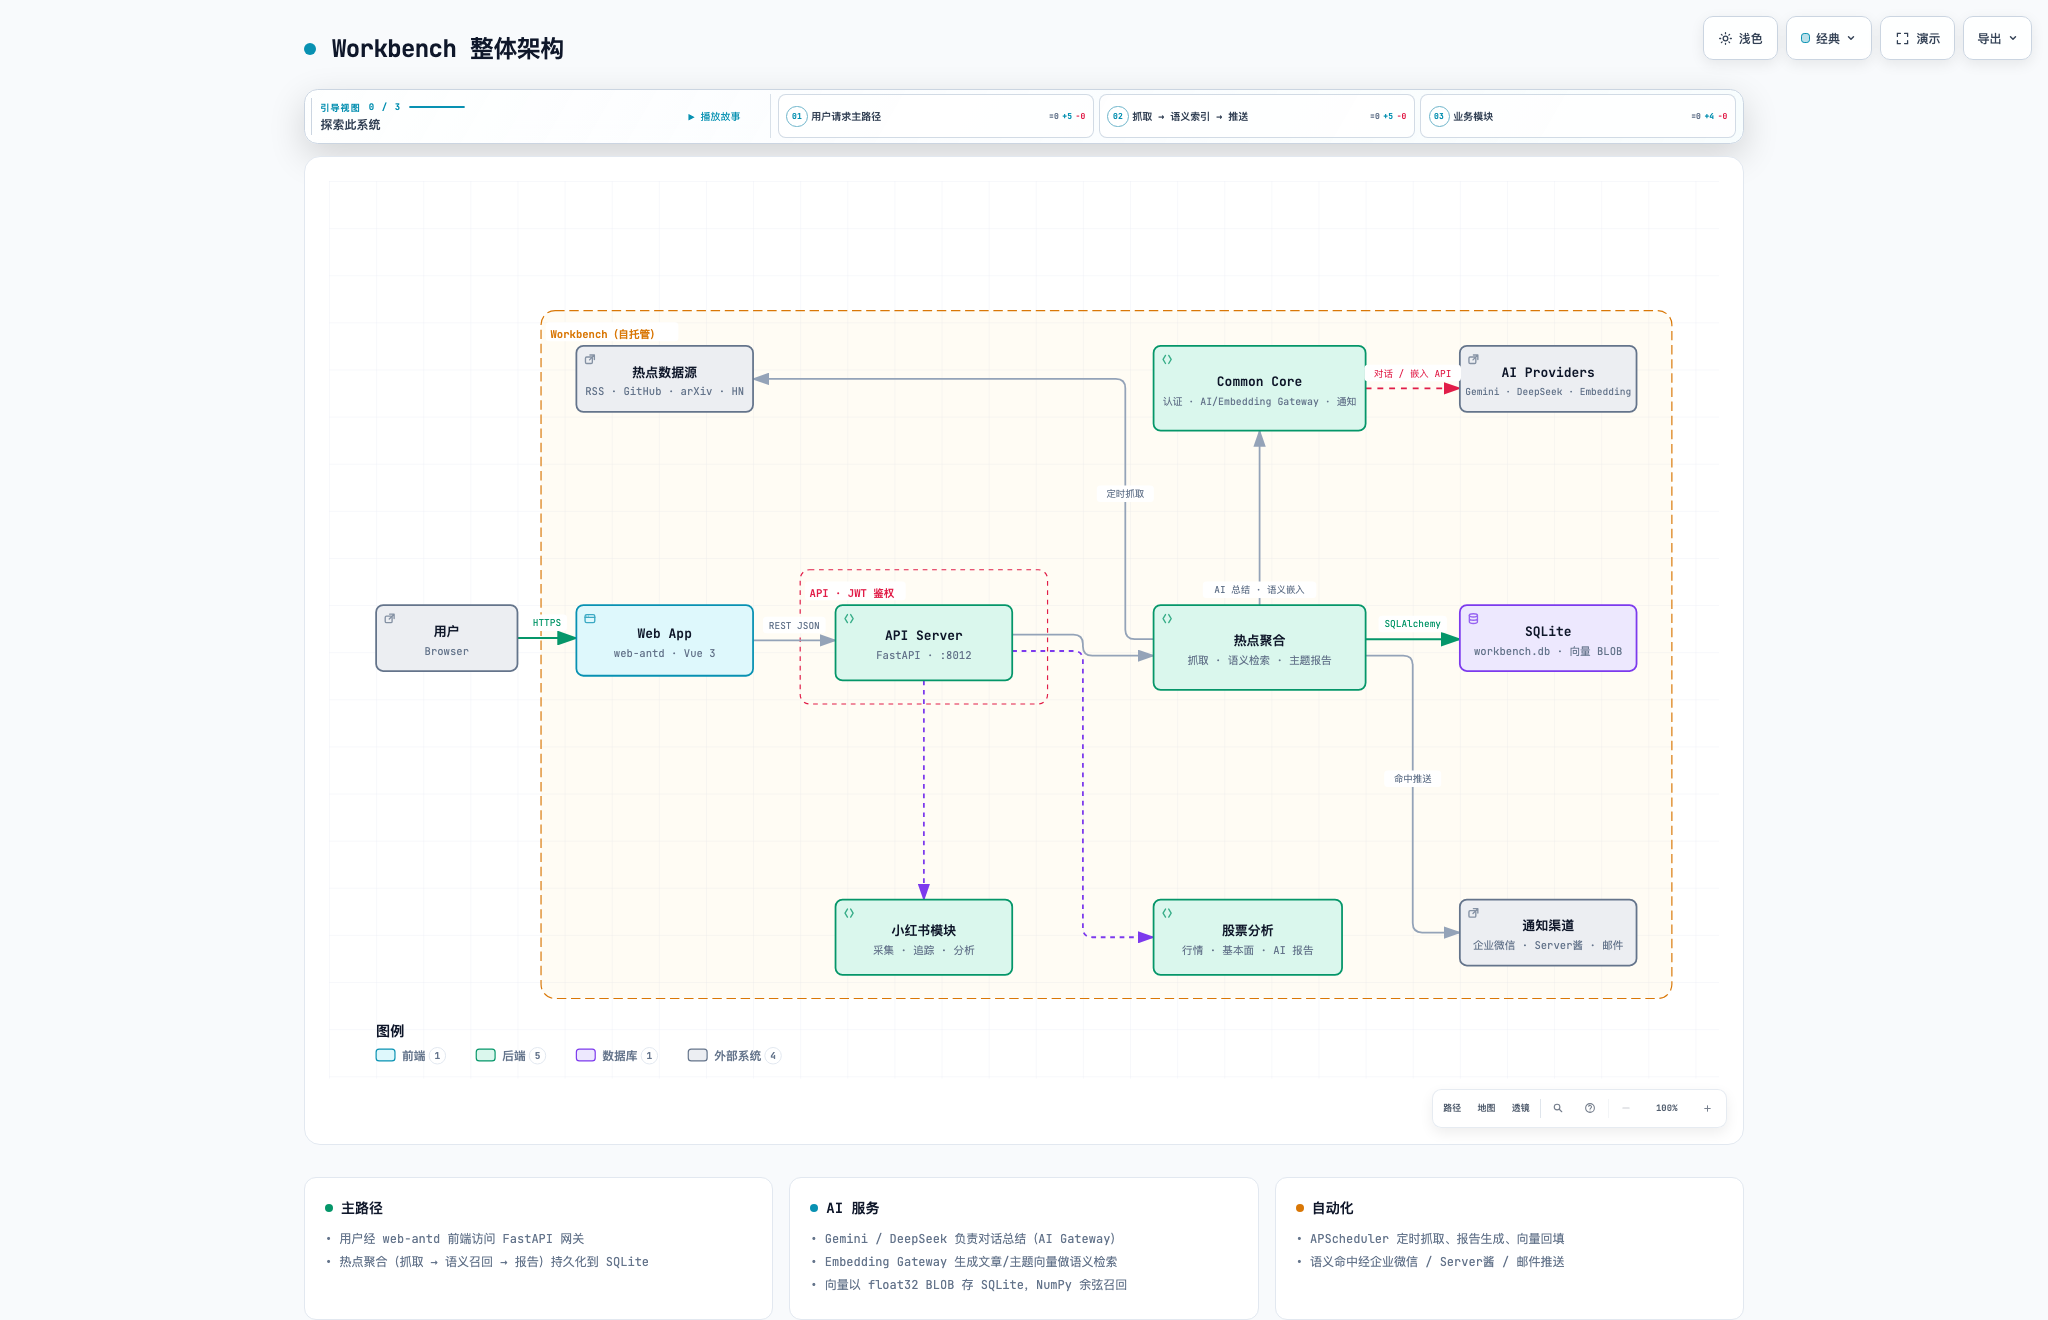 Workbench 整体架构
浅色
经典
演示
导出
引导视图 0 / 3
探索此系统
▶ 播放故事
01 用户请求主路径 ≡0 +5 -0
02 抓取 → 语义索引 → 推送 ≡0 +5 -0
03 业务模块 ≡0 +4 -0
Workbench (自托管)
热点数据源
RSS · GitHub · arXiv · HN
Common Core
认证 · AI/Embedding Gateway · 通知
对话 / 嵌入 API
AI Providers
Gemini · DeepSeek · Embedding
定时抓取
AI 总结 · 语义嵌入
API · JWT 鉴权
用户
Browser
HTTPS
Web App
web-antd · Vue 3
REST JSON
API Server
FastAPI · :8012
热点聚合
抓取 · 语义检索 · 主题报告
SQLAlchemy
SQLite
workbench.db · 向量 BLOB
命中推送
小红书模块
采集 · 追踪 · 分析
股票分析
行情 · 基本面 · AI 报告
通知渠道
企业微信 · Server酱 · 邮件
图例
前端 1
后端 5
数据库 1
外部系统 4
路径 地图 透镜 100%
主路径
• 用户经 web-antd 前端访问 FastAPI 网关
• 热点聚合（抓取 → 语义召回 → 报告）持久化到 SQLite
AI 服务
• Gemini / DeepSeek 负责对话总结（AI Gateway）
• Embedding Gateway 生成文章/主题向量做语义检索
• 向量以 float32 BLOB 存 SQLite, NumPy 余弦召回
自动化
• APScheduler 定时抓取、报告生成、向量回填
• 语义命中经企业微信 / Server酱 / 邮件推送